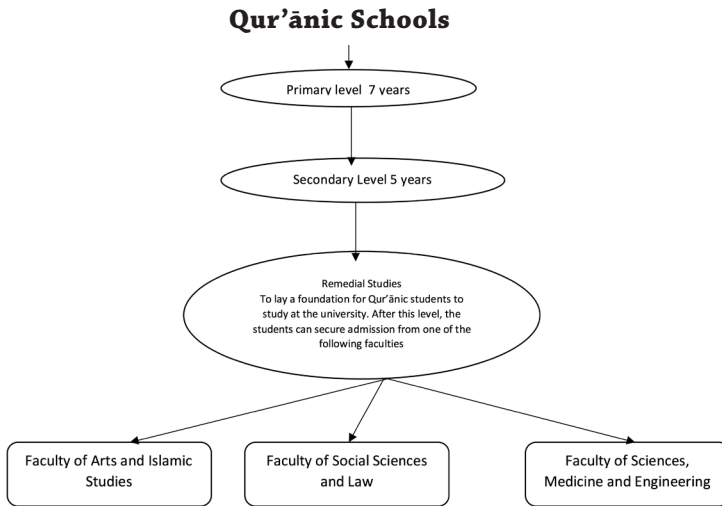 Qur’ānic Schools
Primary level 7 years
Secondary Level 5 years
Remedial Studies
To lay a foundation for Qur’ānic students to
study at the university. After this level, the
students can secure admission from one of the
following faculties
Faculty of Arts and Islamic
Studies
Faculty of Social Sciences
and Law
Faculty of Sciences,
Medicine and Engineering